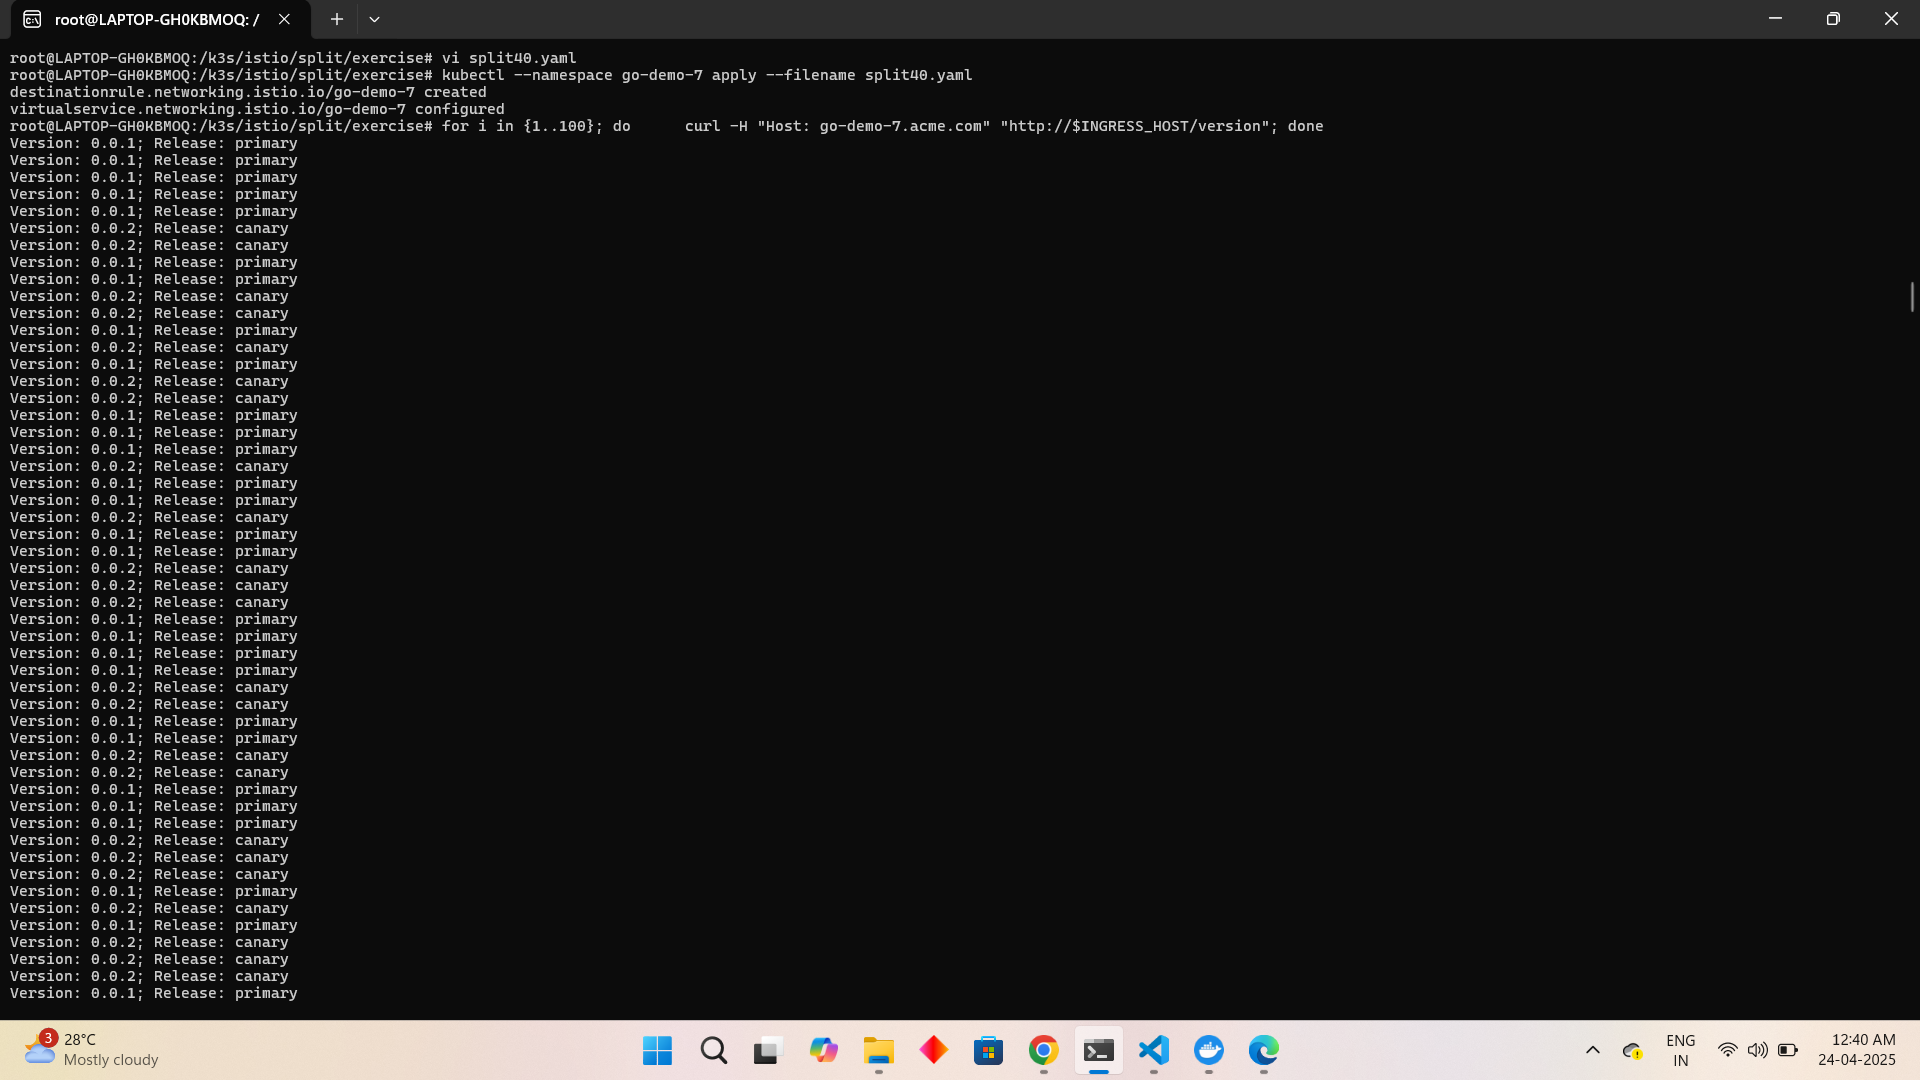 root@LAPTOP-GH0KBMOQ: /
root@LAPTOP-GH0KBMOQ:/k3s/istio/split/exercise# vi split40.yaml
root@LAPTOP-GH0KBMOQ:/k3s/istio/split/exercise# kubectl --namespace go-demo-7 apply --filename split40.yaml
destinationrule.networking.istio.io/go-demo-7 created
virtualservice.networking.istio.io/go-demo-7 configured
root@LAPTOP-GH0KBMOQ:/k3s/istio/split/exercise# for i in {1..100}; do      curl -H "Host: go-demo-7.acme.com" "http://$INGRESS_HOST/version"; done
Version: 0.0.1; Release: primary
Version: 0.0.1; Release: primary
Version: 0.0.1; Release: primary
Version: 0.0.1; Release: primary
Version: 0.0.1; Release: primary
Version: 0.0.2; Release: canary
Version: 0.0.2; Release: canary
Version: 0.0.1; Release: primary
Version: 0.0.1; Release: primary
Version: 0.0.2; Release: canary
Version: 0.0.2; Release: canary
Version: 0.0.1; Release: primary
Version: 0.0.2; Release: canary
Version: 0.0.1; Release: primary
Version: 0.0.2; Release: canary
Version: 0.0.2; Release: canary
Version: 0.0.1; Release: primary
Version: 0.0.1; Release: primary
Version: 0.0.1; Release: primary
Version: 0.0.2; Release: canary
Version: 0.0.1; Release: primary
Version: 0.0.1; Release: primary
Version: 0.0.2; Release: canary
Version: 0.0.1; Release: primary
Version: 0.0.1; Release: primary
Version: 0.0.2; Release: canary
Version: 0.0.2; Release: canary
Version: 0.0.2; Release: canary
Version: 0.0.1; Release: primary
Version: 0.0.1; Release: primary
Version: 0.0.1; Release: primary
Version: 0.0.1; Release: primary
Version: 0.0.2; Release: canary
Version: 0.0.2; Release: canary
Version: 0.0.1; Release: primary
Version: 0.0.1; Release: primary
Version: 0.0.2; Release: canary
Version: 0.0.2; Release: canary
Version: 0.0.1; Release: primary
Version: 0.0.1; Release: primary
Version: 0.0.1; Release: primary
Version: 0.0.2; Release: canary
Version: 0.0.2; Release: canary
Version: 0.0.2; Release: canary
Version: 0.0.1; Release: primary
Version: 0.0.2; Release: canary
Version: 0.0.1; Release: primary
Version: 0.0.2; Release: canary
Version: 0.0.2; Release: canary
Version: 0.0.2; Release: canary
Version: 0.0.1; Release: primary
3
28°C
Mostly cloudy
ENG
IN
12:40 AM
24-04-2025